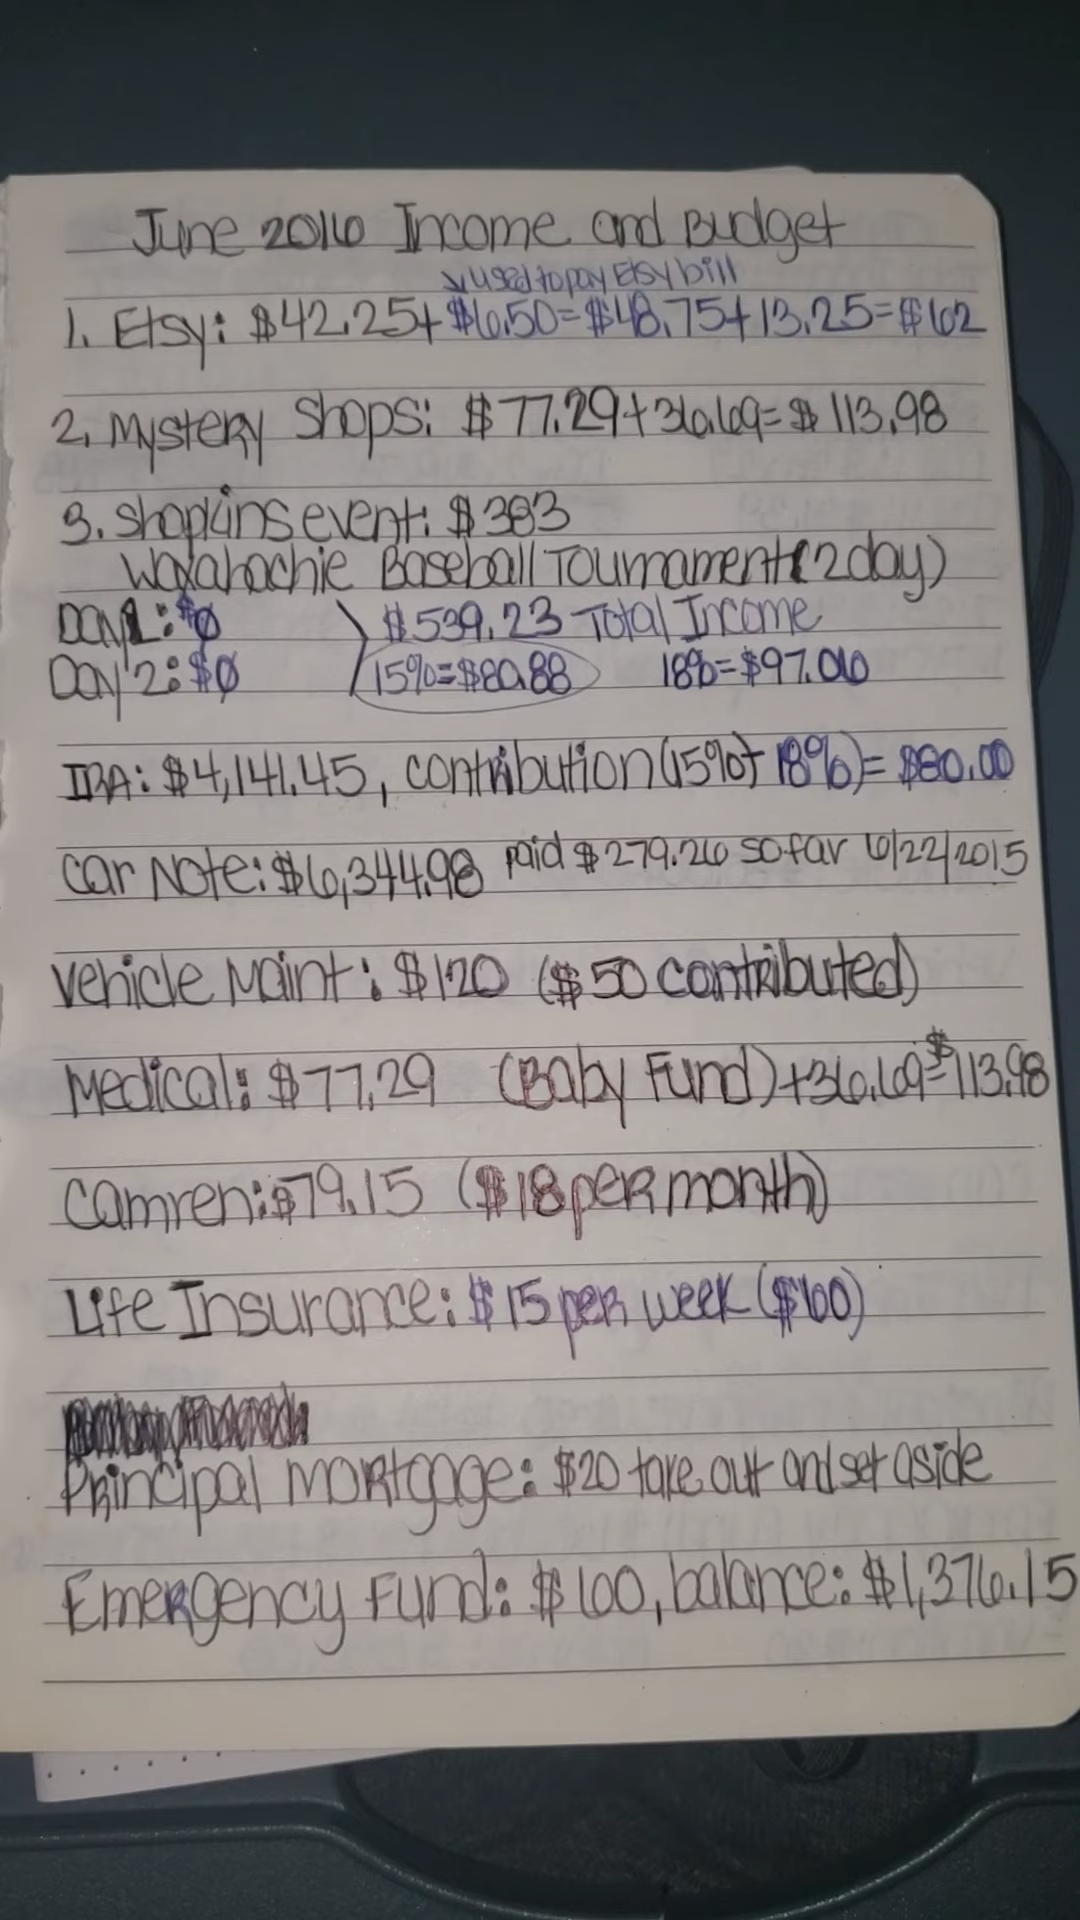 June 2016 Income and Budget
↘ used to pay Etsy bill
1. Etsy: $42.25+ $6.50= $48.75+13.25= $62
2. Mystery Shops: $77.29+36.69= $113.98
3. Shopkins event: $383
Waxahachie Baseball Tournament (2 day)
Day 1: $0
$539.23 Total Income
Day 2: $0
15%=$80.88 18%=$97.06
IRA: $4,141.45, contribution (15%+ 18%)= $80.00
Car Note: $6,344.98 paid $279.26 so far 6/22/2015
Vehicle Maint: $120 ($50 contributed)
Medical: $77.29 (Baby Fund) +36.69= $113.98
Camren: $79.15 ($18 per month)
Life Insurance: $15 per week ($60)
Principal Mortgage: $20 take out and set aside
Emergency Fund: $100, balance: $1,376.15